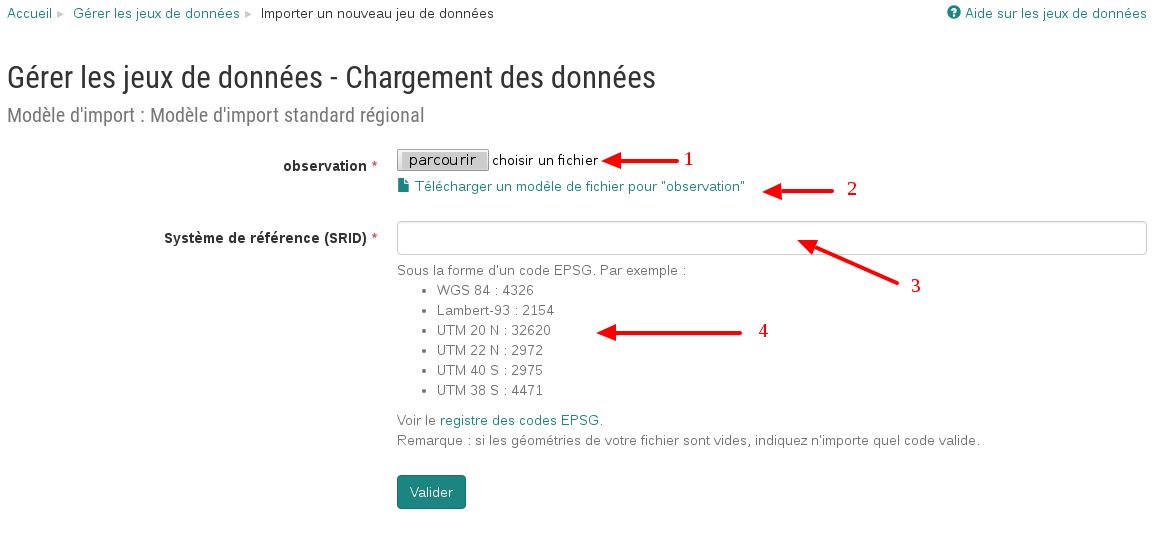 Accueil ▸ Gérer les jeux de données ▸ Importer un nouveau jeu de données
Aide sur les jeux de données
Gérer les jeux de données - Chargement des données
Modèle d'import : Modèle d'import standard régional
observation * parcourir choisir un fichier 1
Télécharger un modèle de fichier pour "observation" 2
Système de référence (SRID) *
3
Sous la forme d'un code EPSG. Par exemple :
• WGS 84 : 4326
• Lambert-93 : 2154
• UTM 20 N : 32620 4
• UTM 22 N : 2972
• UTM 40 S : 2975
• UTM 38 S : 4471
Voir le registre des codes EPSG.
Remarque : si les géométries de votre fichier sont vides, indiquez n'importe quel code valide.
Valider